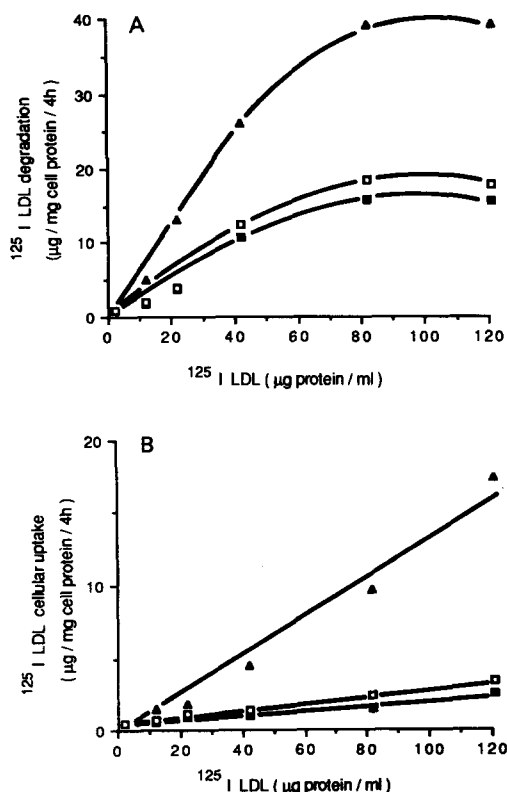 A
40
30
20
10
0
0 20 40 60 80 100 120
125 I LDL degradation
(µg / mg cell protein / 4h)
125 I LDL ( µg protein / ml )
B
20
10
0
0 20 40 60 80 100 120
125 I LDL cellular uptake
( µg / mg cell protein / 4h)
125 I LDL ( µg protein / ml )